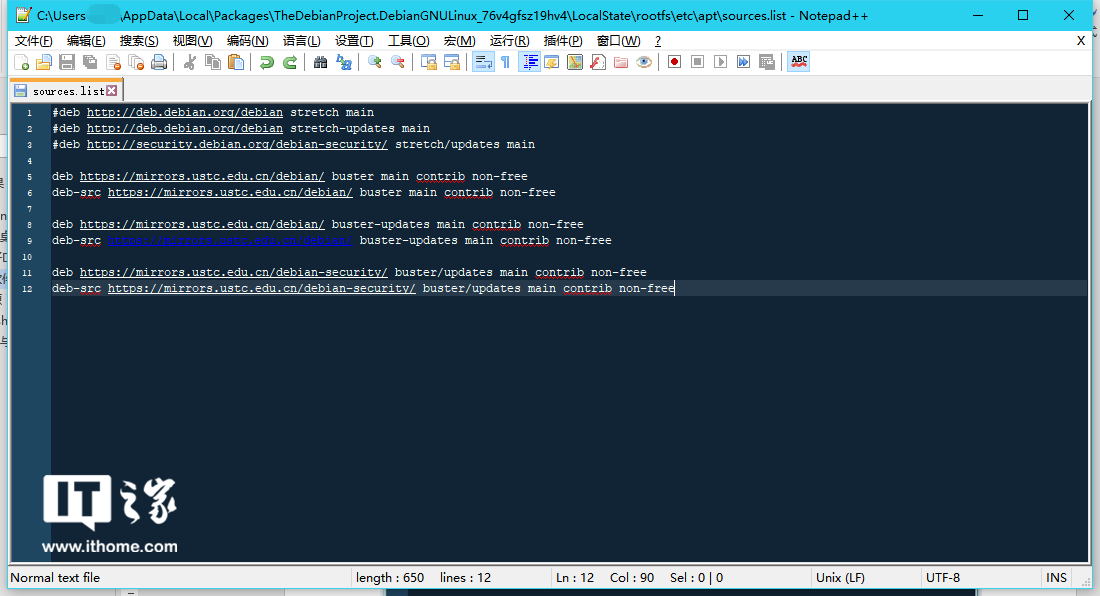 C:\Users \AppData\Local\Packages\TheDebianProject.DebianGNULinux_76v4gfsz19hv4\LocalState\rootfs\etc\apt\sources.list - Notepad++
文件(F) 编辑(E) 搜索(S) 视图(V) 编码(N) 语言(L) 设置(T) 工具(O) 宏(M) 运行(R) 插件(P) 窗口(W) ? X
ABC
sources.list
1 #deb http://deb.debian.org/debian stretch main
2 #deb http://deb.debian.org/debian stretch-updates main
3 #deb http://security.debian.org/debian-security/ stretch/updates main
4
5 deb https://mirrors.ustc.edu.cn/debian/ buster main contrib non-free
6 deb-src https://mirrors.ustc.edu.cn/debian/ buster main contrib non-free
7
8 deb https://mirrors.ustc.edu.cn/debian/ buster-updates main contrib non-free
9 deb-src https://mirrors.ustc.edu.cn/debian/ buster-updates main contrib non-free
10
11 deb https://mirrors.ustc.edu.cn/debian-security/ buster/updates main contrib non-free
12 deb-src https://mirrors.ustc.edu.cn/debian-security/ buster/updates main contrib non-free
IT之家
www.ithome.com
Normal text file length : 650 lines : 12 Ln : 12 Col : 90 Sel : 0 | 0 Unix (LF) UTF-8 INS